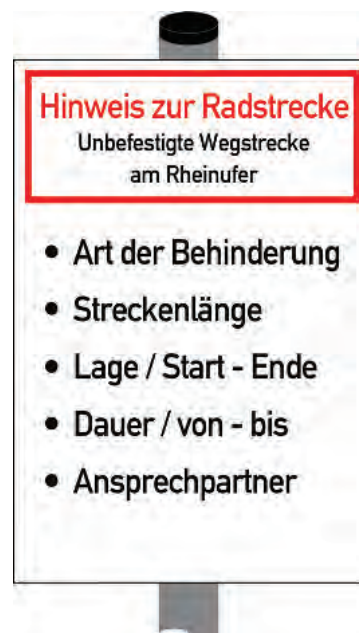 Hinweis zur Radstrecke
Unbefestigte Wegstrecke
am Rheinufer
• Art der Behinderung
• Streckenlänge
• Lage / Start - Ende
• Dauer / von - bis
• Ansprechpartner